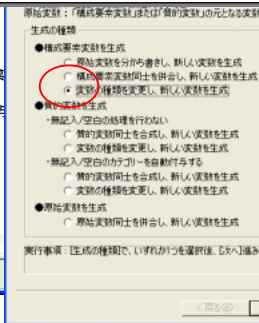 原始変数：「構成要素変数」または「質的変数」の元となる変数
生成の種類
●構成要素変数を生成
原始変数を分かち書きし、新しい変数を生成
構成要素変数同士を併合し、新しい変数を生成
変数の種類を変更し、新しい変数を生成
●質的変数を生成
・無記入/空白の処理を行わない
質的変数同士を合成し、新しい変数を生成
変数の種類を変更し、新しい変数を生成
・無記入/空白のカテゴリーを自動付与する
質的変数同士を合成し、新しい変数を生成
変数の種類を変更し、新しい変数を生成
●原始変数を生成
原始変数同士を併合し、新しい変数を生成
実行事項：[生成の種類]で、いずれか1つを選択後、[次へ]進み
< 戻る(B)